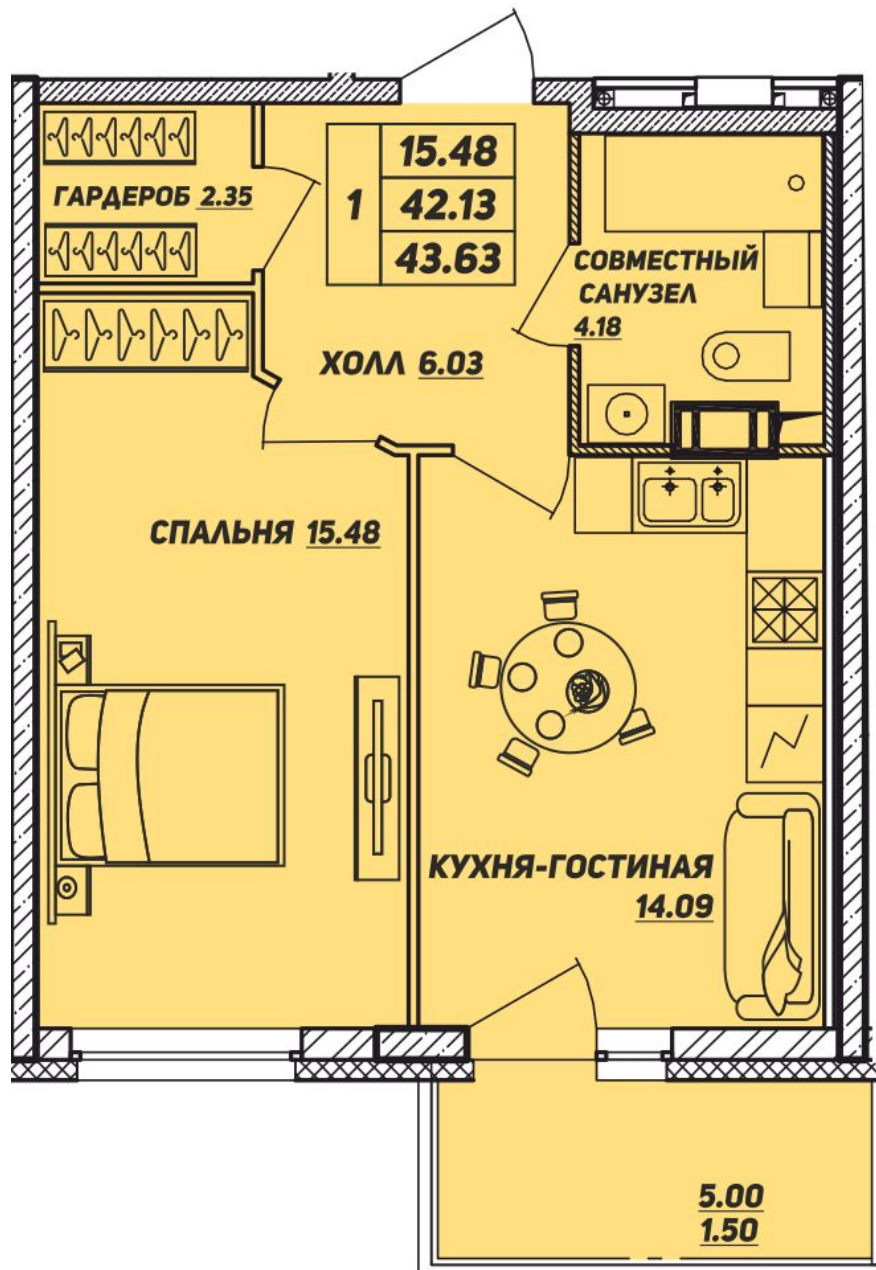 15.48
1 42.13
43.63
ГАРДЕРОБ 2.35
СОВМЕСТНЫЙ
САНУЗЕЛ
4.18
ХОЛЛ 6.03
СПАЛЬНЯ 15.48
КУХНЯ-ГОСТИНАЯ
14.09
5.00
1.50